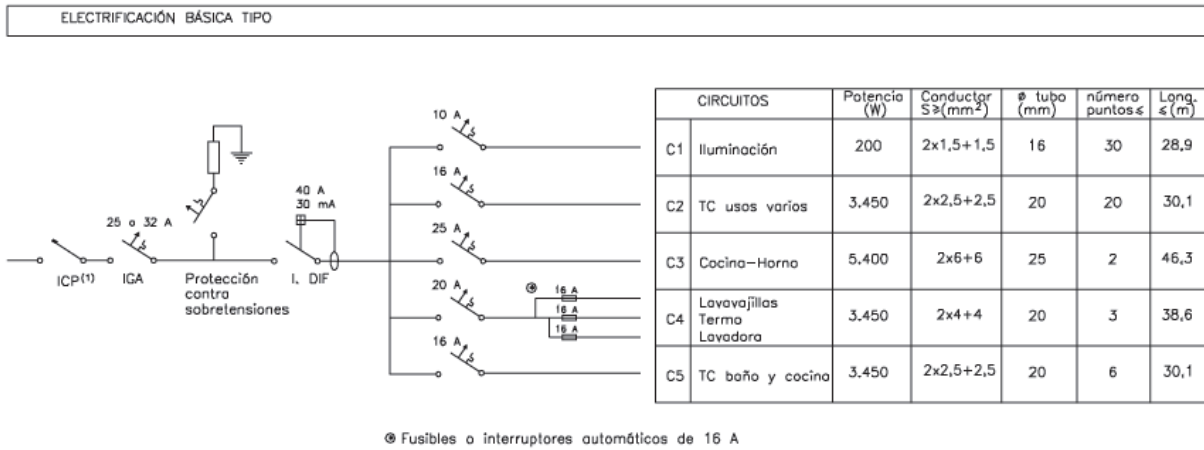 ELECTRIFICACIÓN BÁSICA TIPO
25 o 32 A
ICP(1)
IGA
Protección
contra
sobretensiones
40 A
30 mA
I. DIF
10 A
16 A
25 A
20 A
16 A
⊛
16 A
16 A
16 A
CIRCUITOS Potencia (W) Conductor S≥(mm²) ø tubo (mm) número puntos≤ Long. ≤(m)
C1 Iluminación 200 2x1,5+1,5 16 30 28,9
C2 TC usos varios 3.450 2x2,5+2,5 20 20 30,1
C3 Cocina-Horno 5.400 2x6+6 25 2 46,3
C4 Lavavajillas Termo Lavadora 3.450 2x4+4 20 3 38,6
C5 TC baño y cocina 3.450 2x2,5+2,5 20 6 30,1
⊛ Fusibles o interruptores automáticos de 16 A